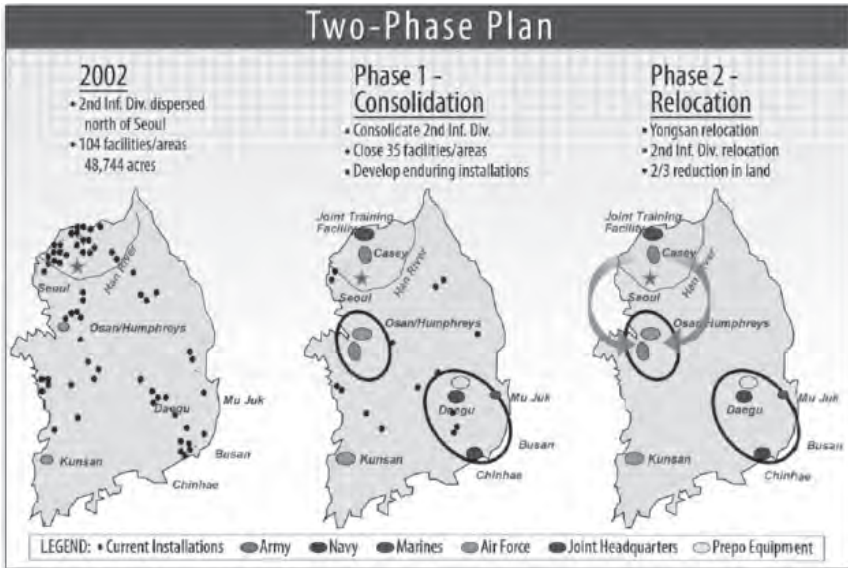 Two-Phase Plan
2002
• 2nd Inf. Div. dispersed
north of Seoul
• 104 facilities/areas
48,744 acres
Seoul
Han River
Osan/Humphreys
Daegu
Mu Juk
Kunsan
Busan
Chinhae
Phase 1 -
Consolidation
• Consolidate 2nd Inf. Div.
• Close 35 facilities/areas
• Develop enduring installations
Joint Training
Facility
Casey
Seoul
Han River
Osan/Humphreys
Daegu
Mu Juk
Kunsan
Busan
Chinhae
Phase 2 -
Relocation
• Yongsan relocation
• 2nd Inf. Div. relocation
• 2/3 reduction in land
Joint Training
Facility
Casey
Seoul
Han River
Osan/Humphreys
Daegu
Mu Juk
Kunsan
Busan
Chinhae
LEGEND: • Current Installations Army Navy Marines Air Force Joint Headquarters Prepo Equipment